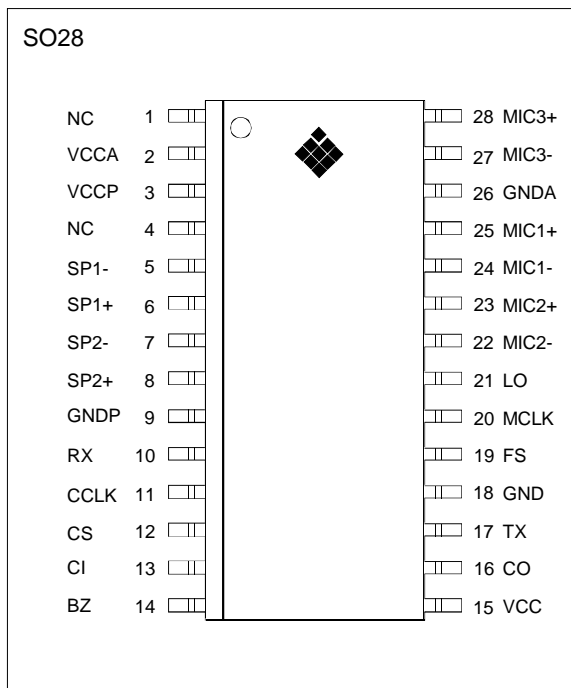 SO28
NC 1 28 MIC3+
VCCA 2 27 MIC3-
VCCP 3 26 GNDA
NC 4 25 MIC1+
SP1- 5 24 MIC1-
SP1+ 6 23 MIC2+
SP2- 7 22 MIC2-
SP2+ 8 21 LO
GNDP 9 20 MCLK
RX 10 19 FS
CCLK 11 18 GND
CS 12 17 TX
CI 13 16 CO
BZ 14 15 VCC